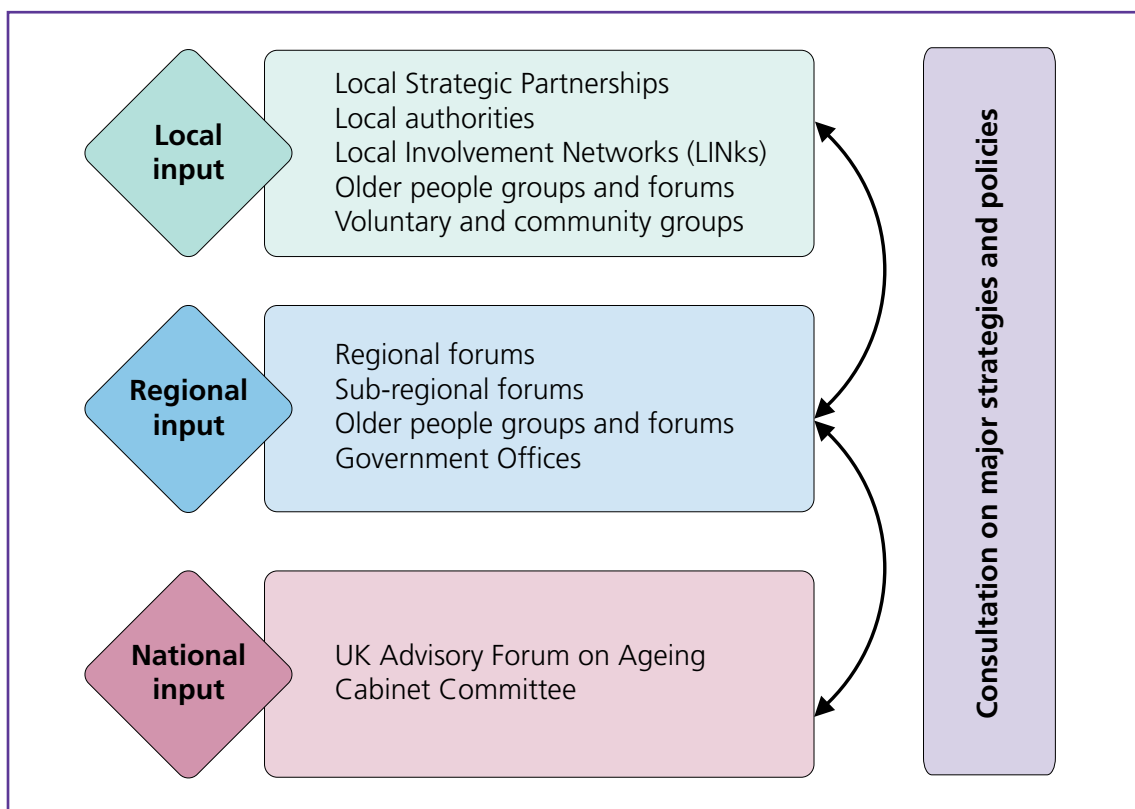 Local
input
Local Strategic Partnerships
Local authorities
Local Involvement Networks (LINks)
Older people groups and forums
Voluntary and community groups
Regional
input
Regional forums
Sub-regional forums
Older people groups and forums
Government Offices
National
input
UK Advisory Forum on Ageing
Cabinet Committee
Consultation on major strategies and policies